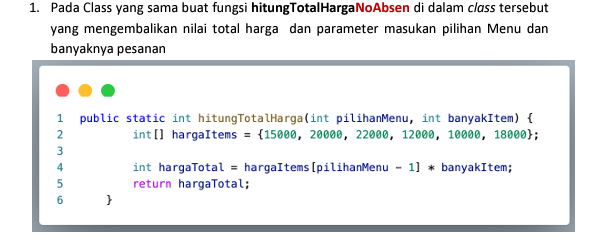 1. Pada Class yang sama buat fungsi hitungTotalHargaNoAbsen di dalam class tersebut
yang mengembalikan nilai total harga dan parameter masukan pilihan Menu dan
banyaknya pesanan
1 public static int hitungTotalHarga(int pilihanMenu, int banyakItem) {
2 int[] hargaItems = {15000, 20000, 22000, 12000, 10000, 18000};
3
4 int hargaTotal = hargaItems[pilihanMenu - 1] * banyakItem;
5 return hargaTotal;
6 }